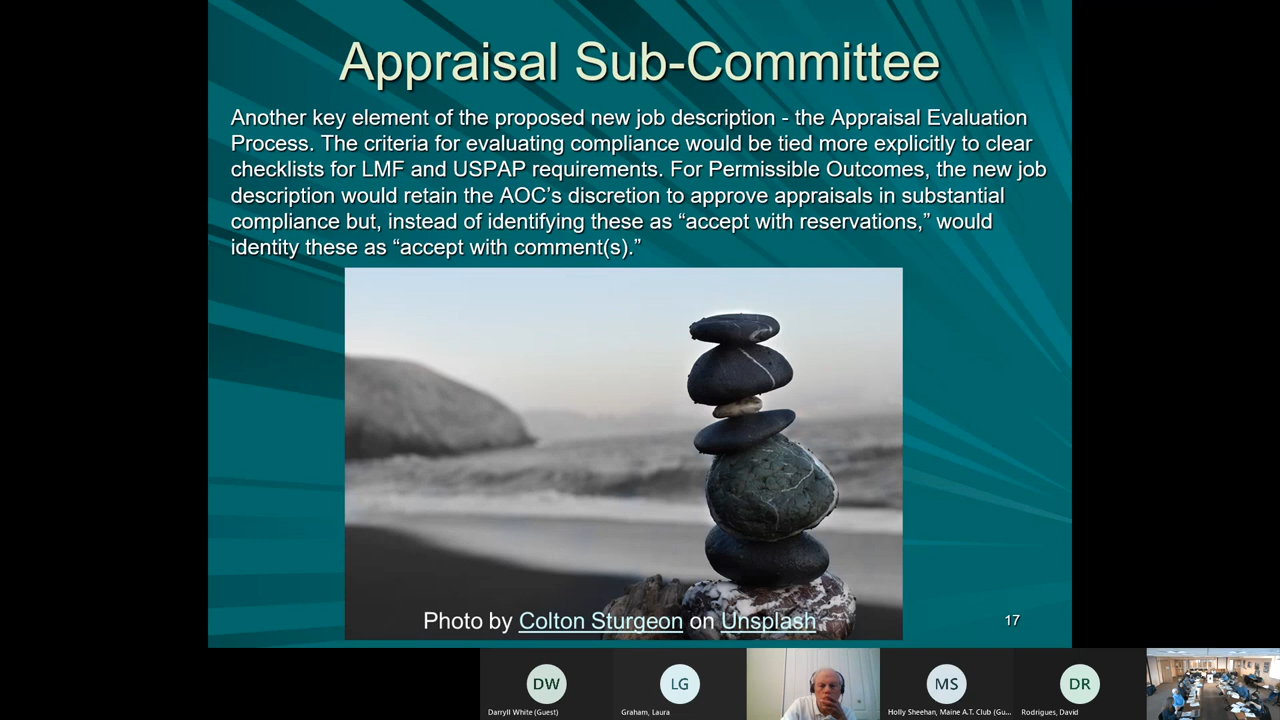 Appraisal Sub-Committee
Another key element of the proposed new job description - the Appraisal Evaluation
Process. The criteria for evaluating compliance would be tied more explicitly to clear
checklists for LMF and USPAP requirements. For Permissible Outcomes, the new job
description would retain the AOC’s discretion to approve appraisals in substantial
compliance but, instead of identifying these as “accept with reservations,” would
identity these as “accept with comment(s).”
Photo by Colton Sturgeon on Unsplash
17
DW
LG
MS
DR
Darryll White (Guest)
Graham, Laura
Holly Sheehan, Maine A.T. Club (Gu...
Rodrigues, David